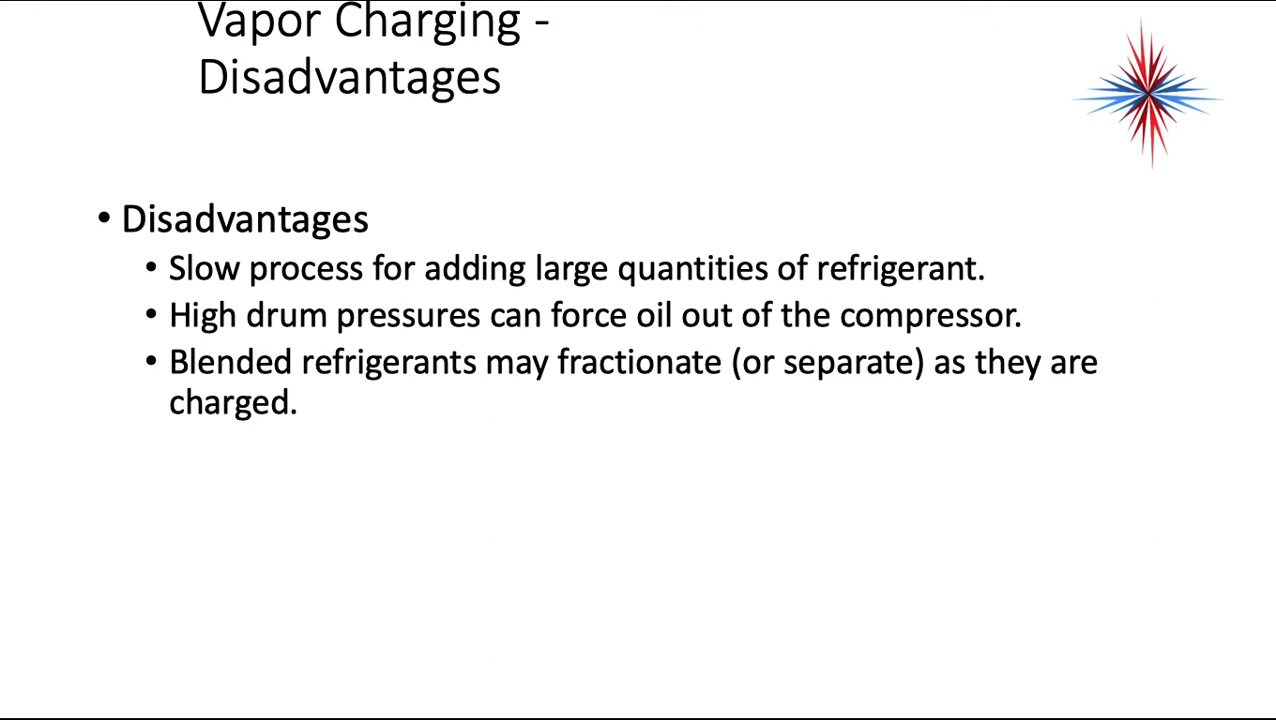 Vapor Charging -
Disadvantages
• Disadvantages
• Slow process for adding large quantities of refrigerant.
• High drum pressures can force oil out of the compressor.
• Blended refrigerants may fractionate (or separate) as they are
charged.